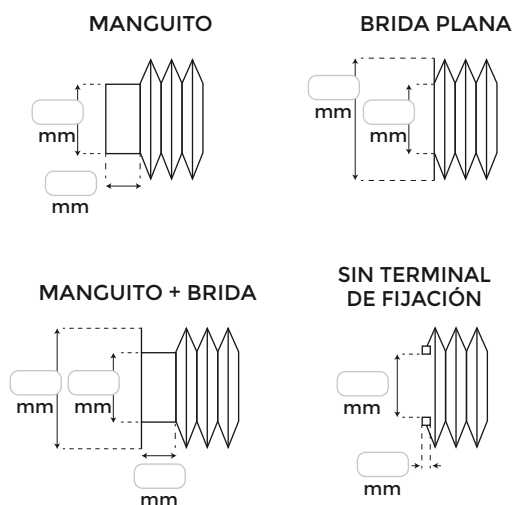 MANGUITO
mm
mm
BRIDA PLANA
mm
mm
MANGUITO + BRIDA
mm
mm
mm
SIN TERMINAL
DE FIJACIÓN
mm
mm